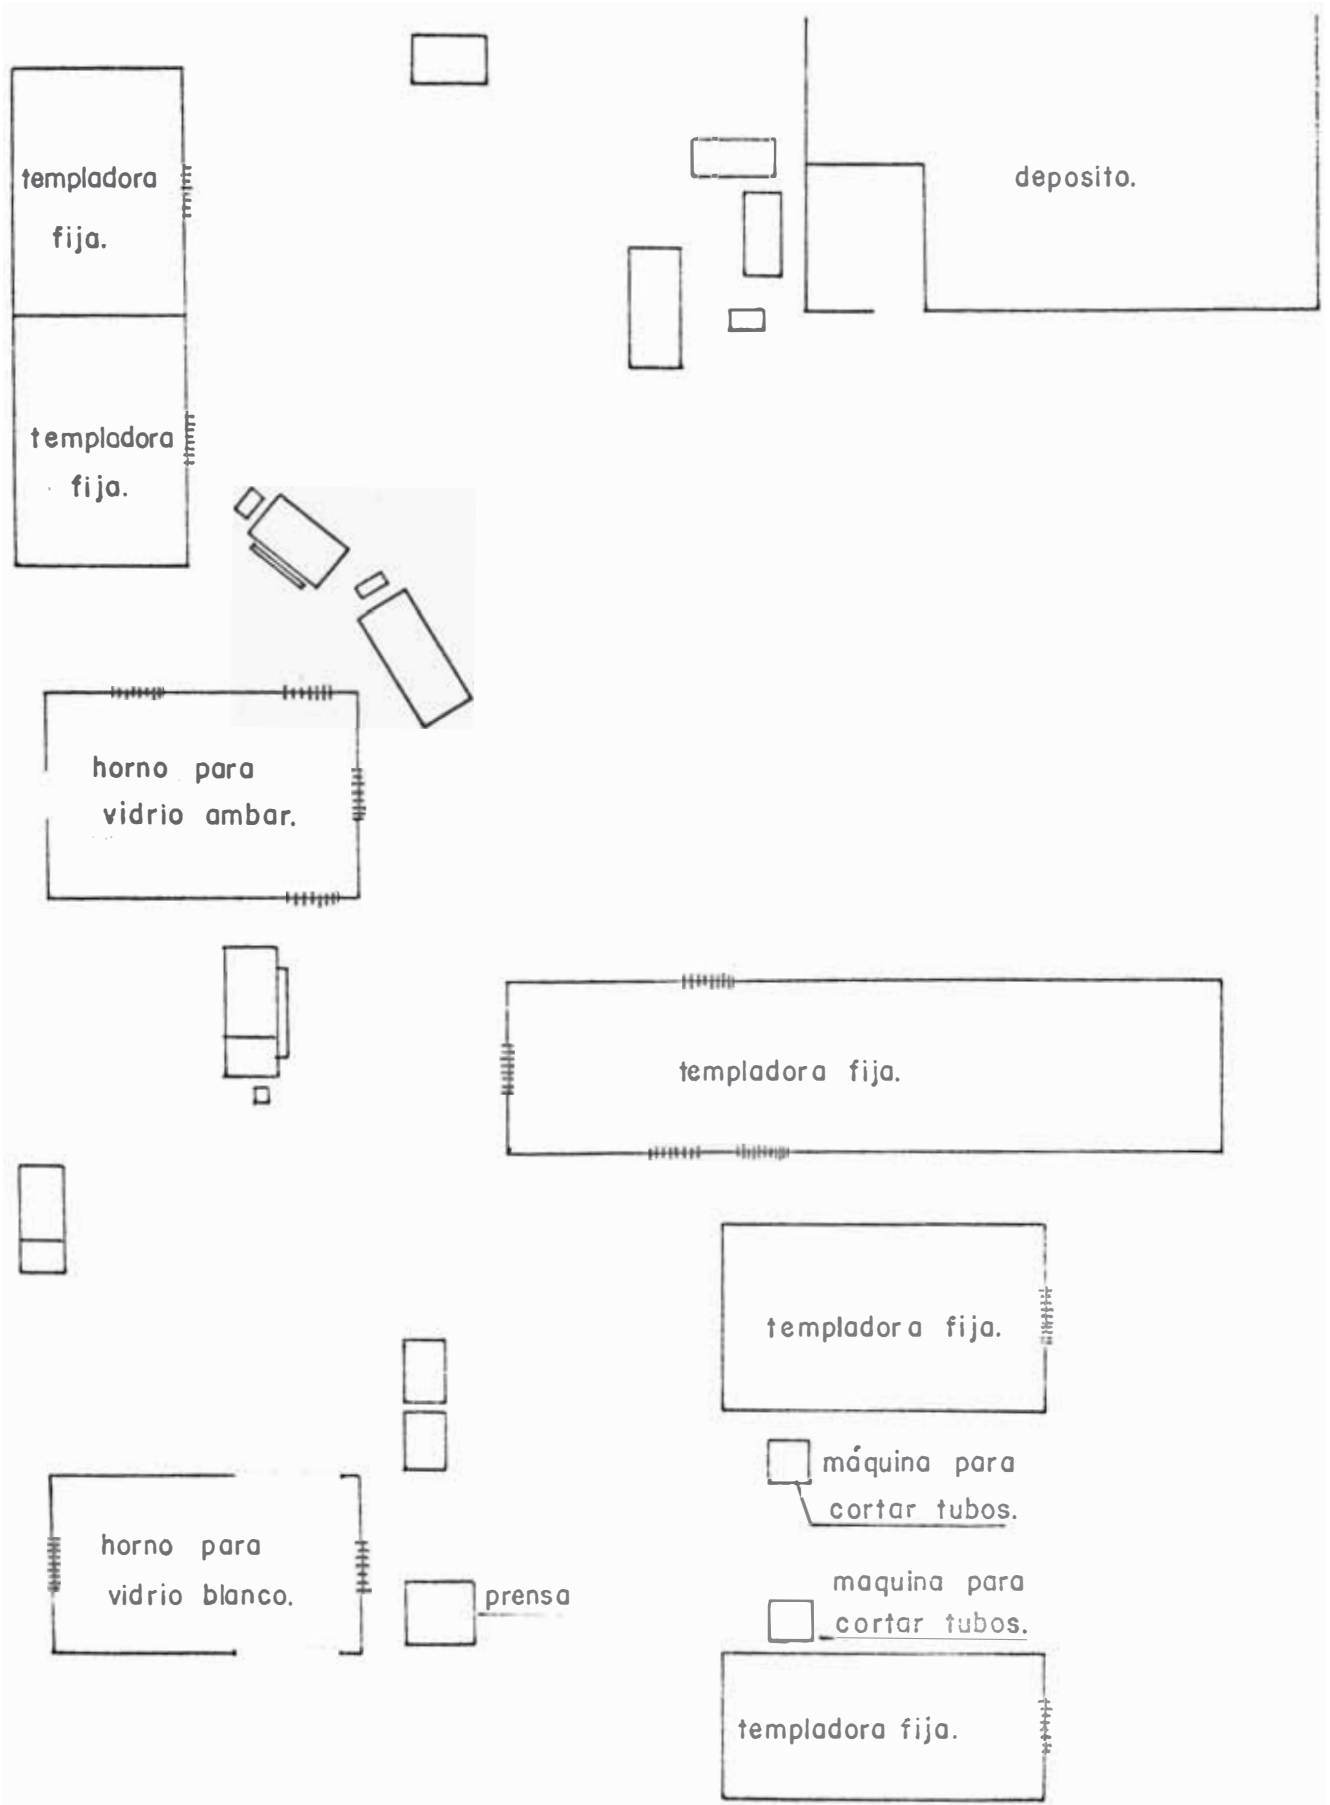 templadora
fija.
deposito.
templadora
fija.
horno para
vidrio ambar.
templadora fija.
templadora fija.
máquina para
cortar tubos.
horno para
vidrio blanco.
prensa
maquina para
cortar tubos.
templadora fija.